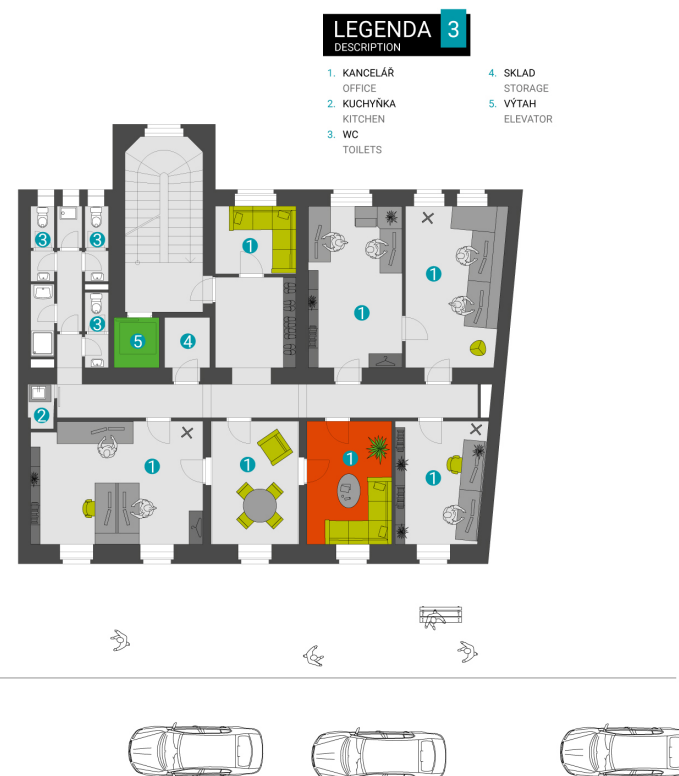 LEGENDA 3
DESCRIPTION
1. KANCELÁŘ
OFFICE
2. KUCHYŇKA
KITCHEN
3. WC
TOILETS
4. SKLAD
STORAGE
5. VÝTAH
ELEVATOR
3
3
1
1
1
3
5
4
2
1
1
1
1